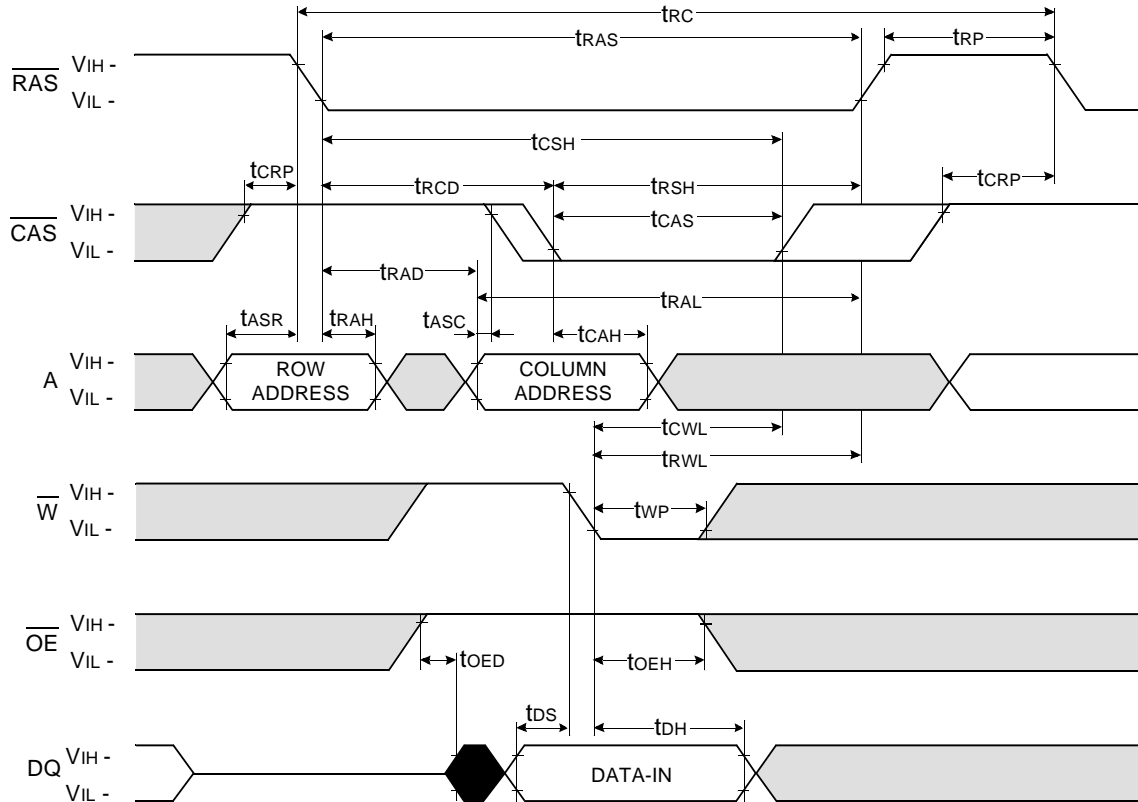 tRC
tRAS
tRP
RAS
VIH -
VIL -
tCSH
tCRP
tRCD
tRSH
tCRP
CAS
VIH -
VIL -
tCAS
tRAD
tRAL
tASR
tRAH
tASC
tCAH
A
VIH -
VIL -
ROW
ADDRESS
COLUMN
ADDRESS
tCWL
tRWL
W
VIH -
VIL -
tWP
OE
VIH -
VIL -
tOED
tOEH
tDS
tDH
DQ
VIH -
VIL -
DATA-IN